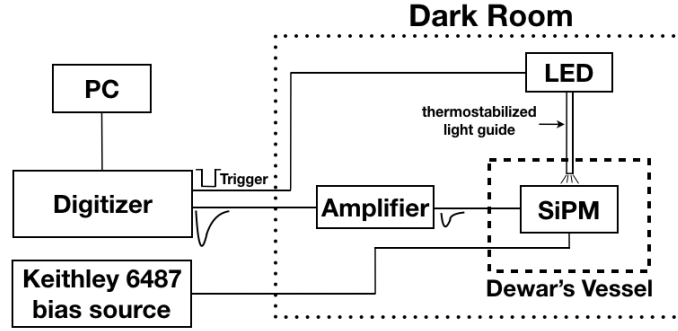 Dark Room
LED
PC
thermostabilized
light guide
Trigger
Digitizer
Amplifier
SiPM
Keithley 6487
bias source
Dewar's Vessel